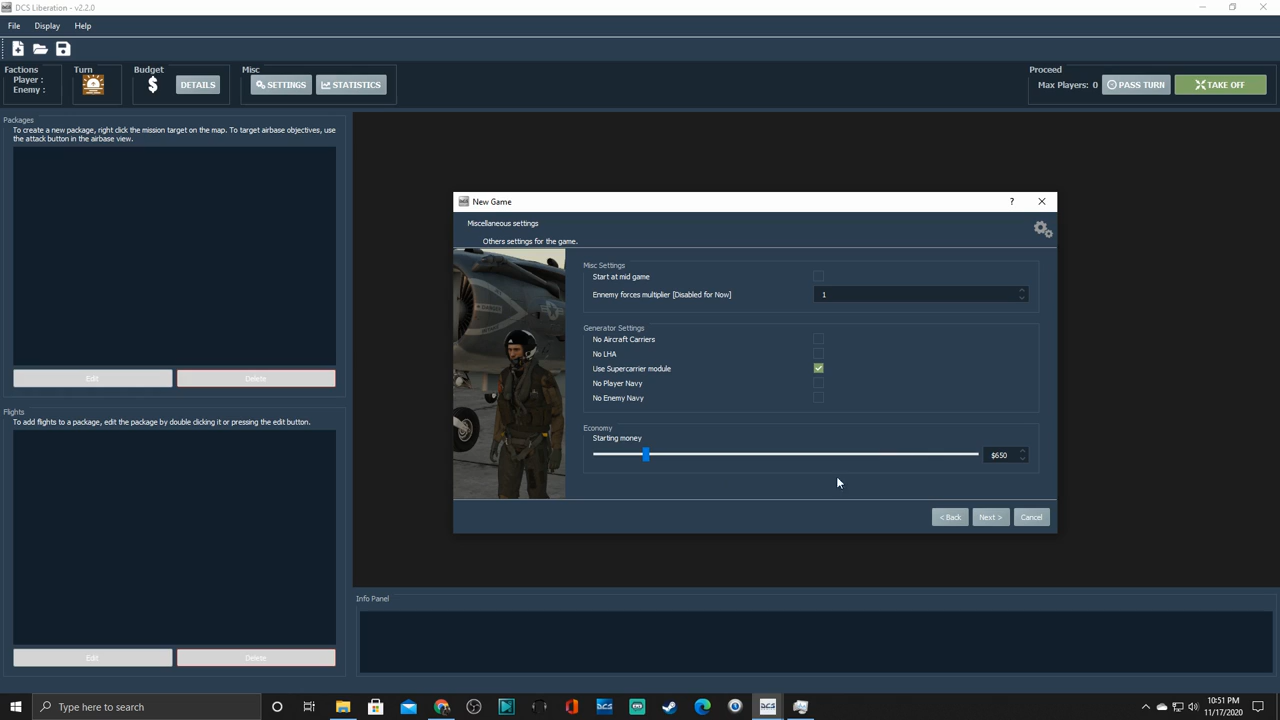 DCS Liberation - v2.2.0
File Display Help
Factions
Player :
Enemy :
Turn
Budget
$
DETAILS
Misc
SETTINGS
STATISTICS
Proceed
Max Players: 0
PASS TURN
TAKE OFF
Packages
To create a new package, right click the mission target on the map. To target airbase objectives, use
the attack button in the airbase view.
Edit
Delete
Flights
To add flights to a package, edit the package by double clicking it or pressing the edit button.
Edit
Delete
New Game
?
Miscellaneous settings
Others settings for the game.
Misc Settings
Start at mid game
Ennemy forces multiplier [Disabled for Now]
1
Generator Settings
No Aircraft Carriers
No LHA
Use Supercarrier module
No Player Navy
No Enemy Navy
Economy
Starting money
$650
< Back
Next >
Cancel
Info Panel
Type here to search
DCS
DCS
10:51 PM
11/17/2020